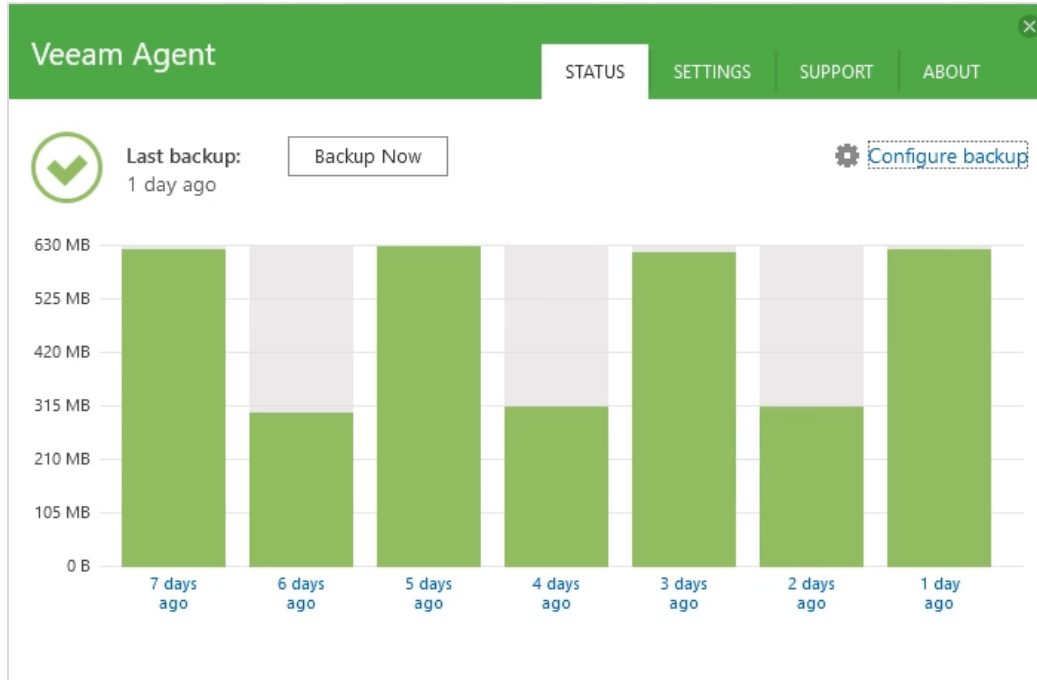 Veeam Agent
STATUS
SETTINGS
SUPPORT
ABOUT
Last backup:
1 day ago
Backup Now
Configure backup
630 MB
525 MB
420 MB
315 MB
210 MB
105 MB
0 B
7 days
ago
6 days
ago
5 days
ago
4 days
ago
3 days
ago
2 days
ago
1 day
ago